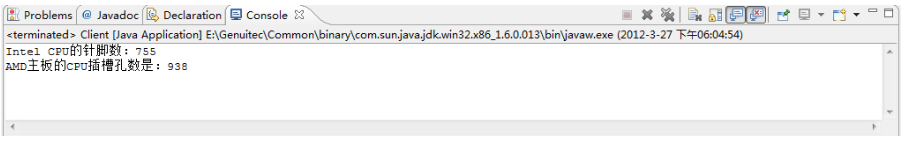 Problems @ Javadoc Declaration Console
<terminated> Client [Java Application] E:\Genuitec\Common\binary\com.sun.java.jdk.win32.x86_1.6.0.013\bin\javaw.exe (2012-3-27 下午06:04:54)
Intel CPU的针脚数：755
AMD主板的CPU插槽孔数是：938